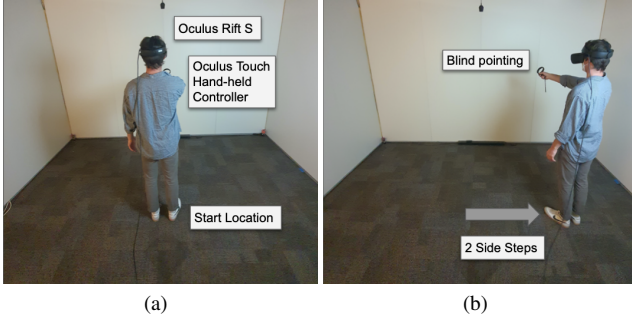 Oculus Rift S
Oculus Touch
Hand-held
Controller
Start Location
(a)
Blind pointing
2 Side Steps
(b)